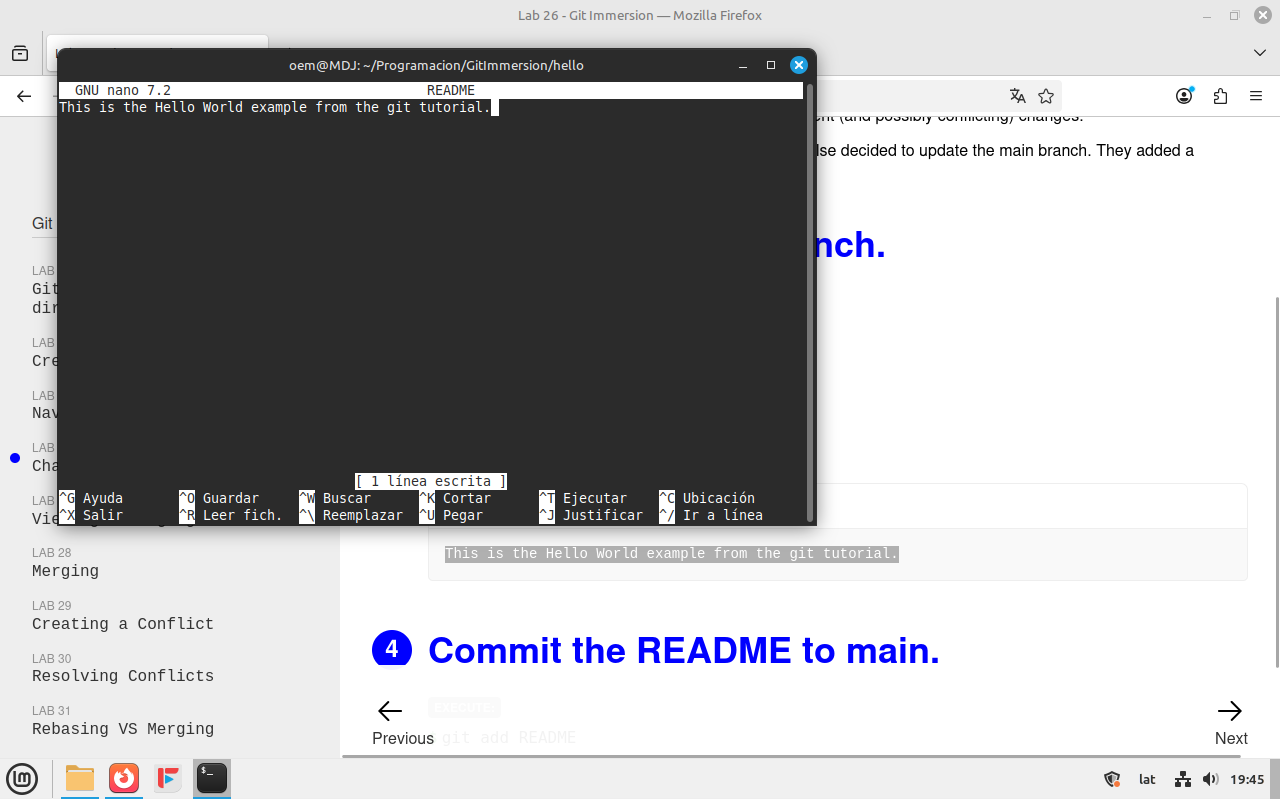 Lab 26 - Git Immersion — Mozilla Firefox
oem@MDJ: ~/Programacion/GitImmersion/hello
GNU nano 7.2 README
This is the Hello World example from the git tutorial.
[ 1 línea escrita ]
^G Ayuda ^O Guardar ^W Buscar ^K Cortar ^T Ejecutar ^C Ubicación
^X Salir ^R Leer fich. ^\ Reemplazar ^U Pegar ^J Justificar ^/ Ir a línea
(and possibly conflicting) changes.
decided to update the main branch. They added a
nch.
This is the Hello World example from the git tutorial.
4 Commit the README to main.
EXECUTE:
git add README
Previous
Next
Git
LAB
Git
dir
LAB
Cre
LAB
Nav
LAB
Cha
LAB
LAB 28
Merging
LAB 29
Creating a Conflict
LAB 30
Resolving Conflicts
LAB 31
Rebasing VS Merging
lat 19:45